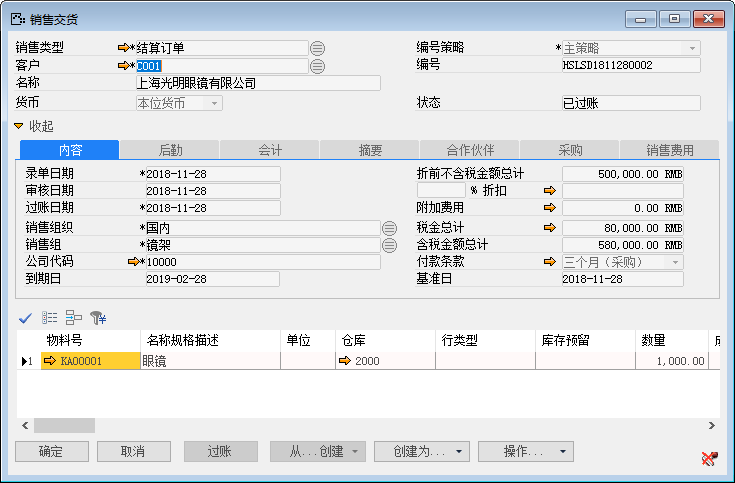 销售交货
销售类型 *结算订单 编号策略 *主策略
客户 *C001 编号 HSLSD1811280002
名称 上海光明眼镜有限公司
货币 本位货币 状态 已过账
收起
内容 后勤 会计 摘要 合作伙伴 采购 销售费用
录单日期 *2018-11-28 折前不含税金额总计 500,000.00 RMB
审核日期 *2018-11-28 % 折扣
过账日期 *2018-11-28 附加费用 0.00 RMB
销售组织 *国内 税金总计 80,000.00 RMB
销售组 *镜架 含税金额总计 580,000.00 RMB
公司代码 *10000 付款条款 三个月（采购）
到期日 2019-02-28 基准日 2018-11-28
物料号 名称规格描述 单位 仓库 行类型 库存预留 数量
1 KA00001 眼镜 2000 1,000.00
确定 取消 过账 从...创建 创建为... 操作...